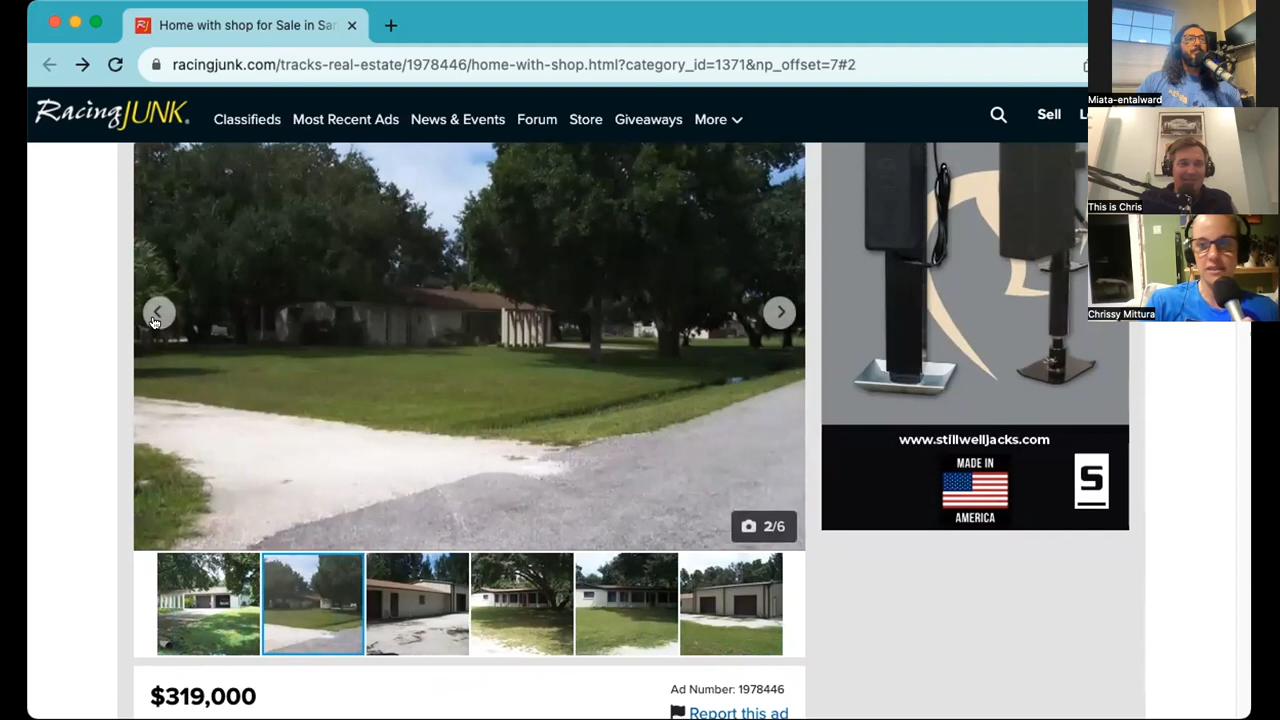 Home with shop for Sale in Sar
racingjunk.com/tracks-real-estate/1978446/home-with-shop.html?category_id=1371&np_offset=7#2
RJ
RacingJUNK.
Classifieds Most Recent Ads News & Events Forum Store Giveaways More
Sell
L
Miata-entalward
This is Chris
Chrissy Mittura
www.stillwelljacks.com
MADE IN
AMERICA
S
2/6
$319,000
Ad Number: 1978446
Report this ad